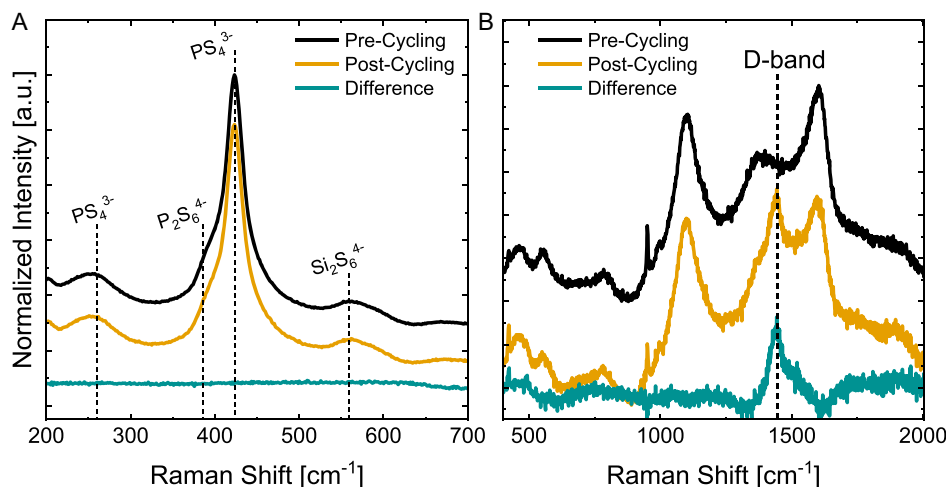 A
Pre-Cycling
Post-Cycling
Difference
PS₄³⁻
PS₄³⁻
P₂S₆⁴⁻
Si₂S₆⁴⁻
Normalized Intensity [a.u.]
200 300 400 500 600 700
Raman Shift [cm⁻¹]
B
Pre-Cycling
Post-Cycling
Difference
D-band
500 1000 1500 2000
Raman Shift [cm⁻¹]